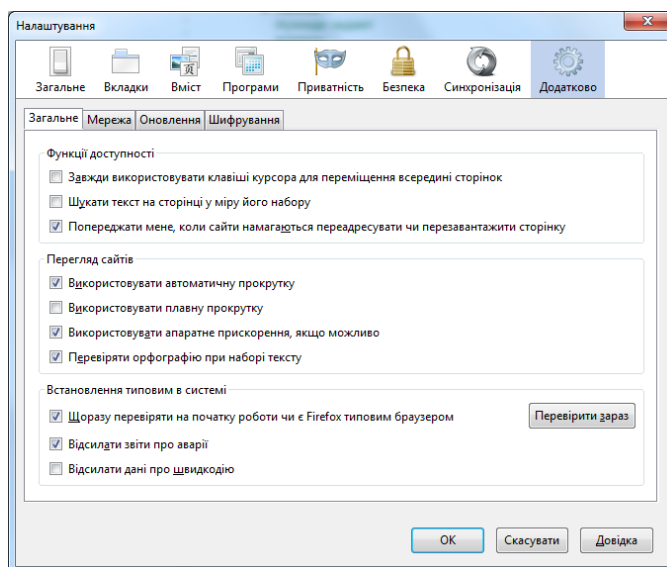 Налаштування
Загальне Вкладки Вміст Програми Приватність Безпека Синхронізація Додатково
Загальне Мережа Оновлення Шифрування
Функції доступності
Завжди використовувати клавіші курсора для переміщення всередині сторінок
Шукати текст на сторінці у міру його набору
Попереджати мене, коли сайти намагаються переадресувати чи перезавантажити сторінку
Перегляд сайтів
Використовувати автоматичну прокрутку
Використовувати плавну прокрутку
Використовувати апаратне прискорення, якщо можливо
Перевіряти орфографію при наборі тексту
Встановлення типовим в системі
Щоразу перевіряти на початку роботи чи є Firefox типовим браузером Перевірити зараз
Відсилати звіти про аварії
Відсилати дані про швидкодію
OK Скасувати Довідка